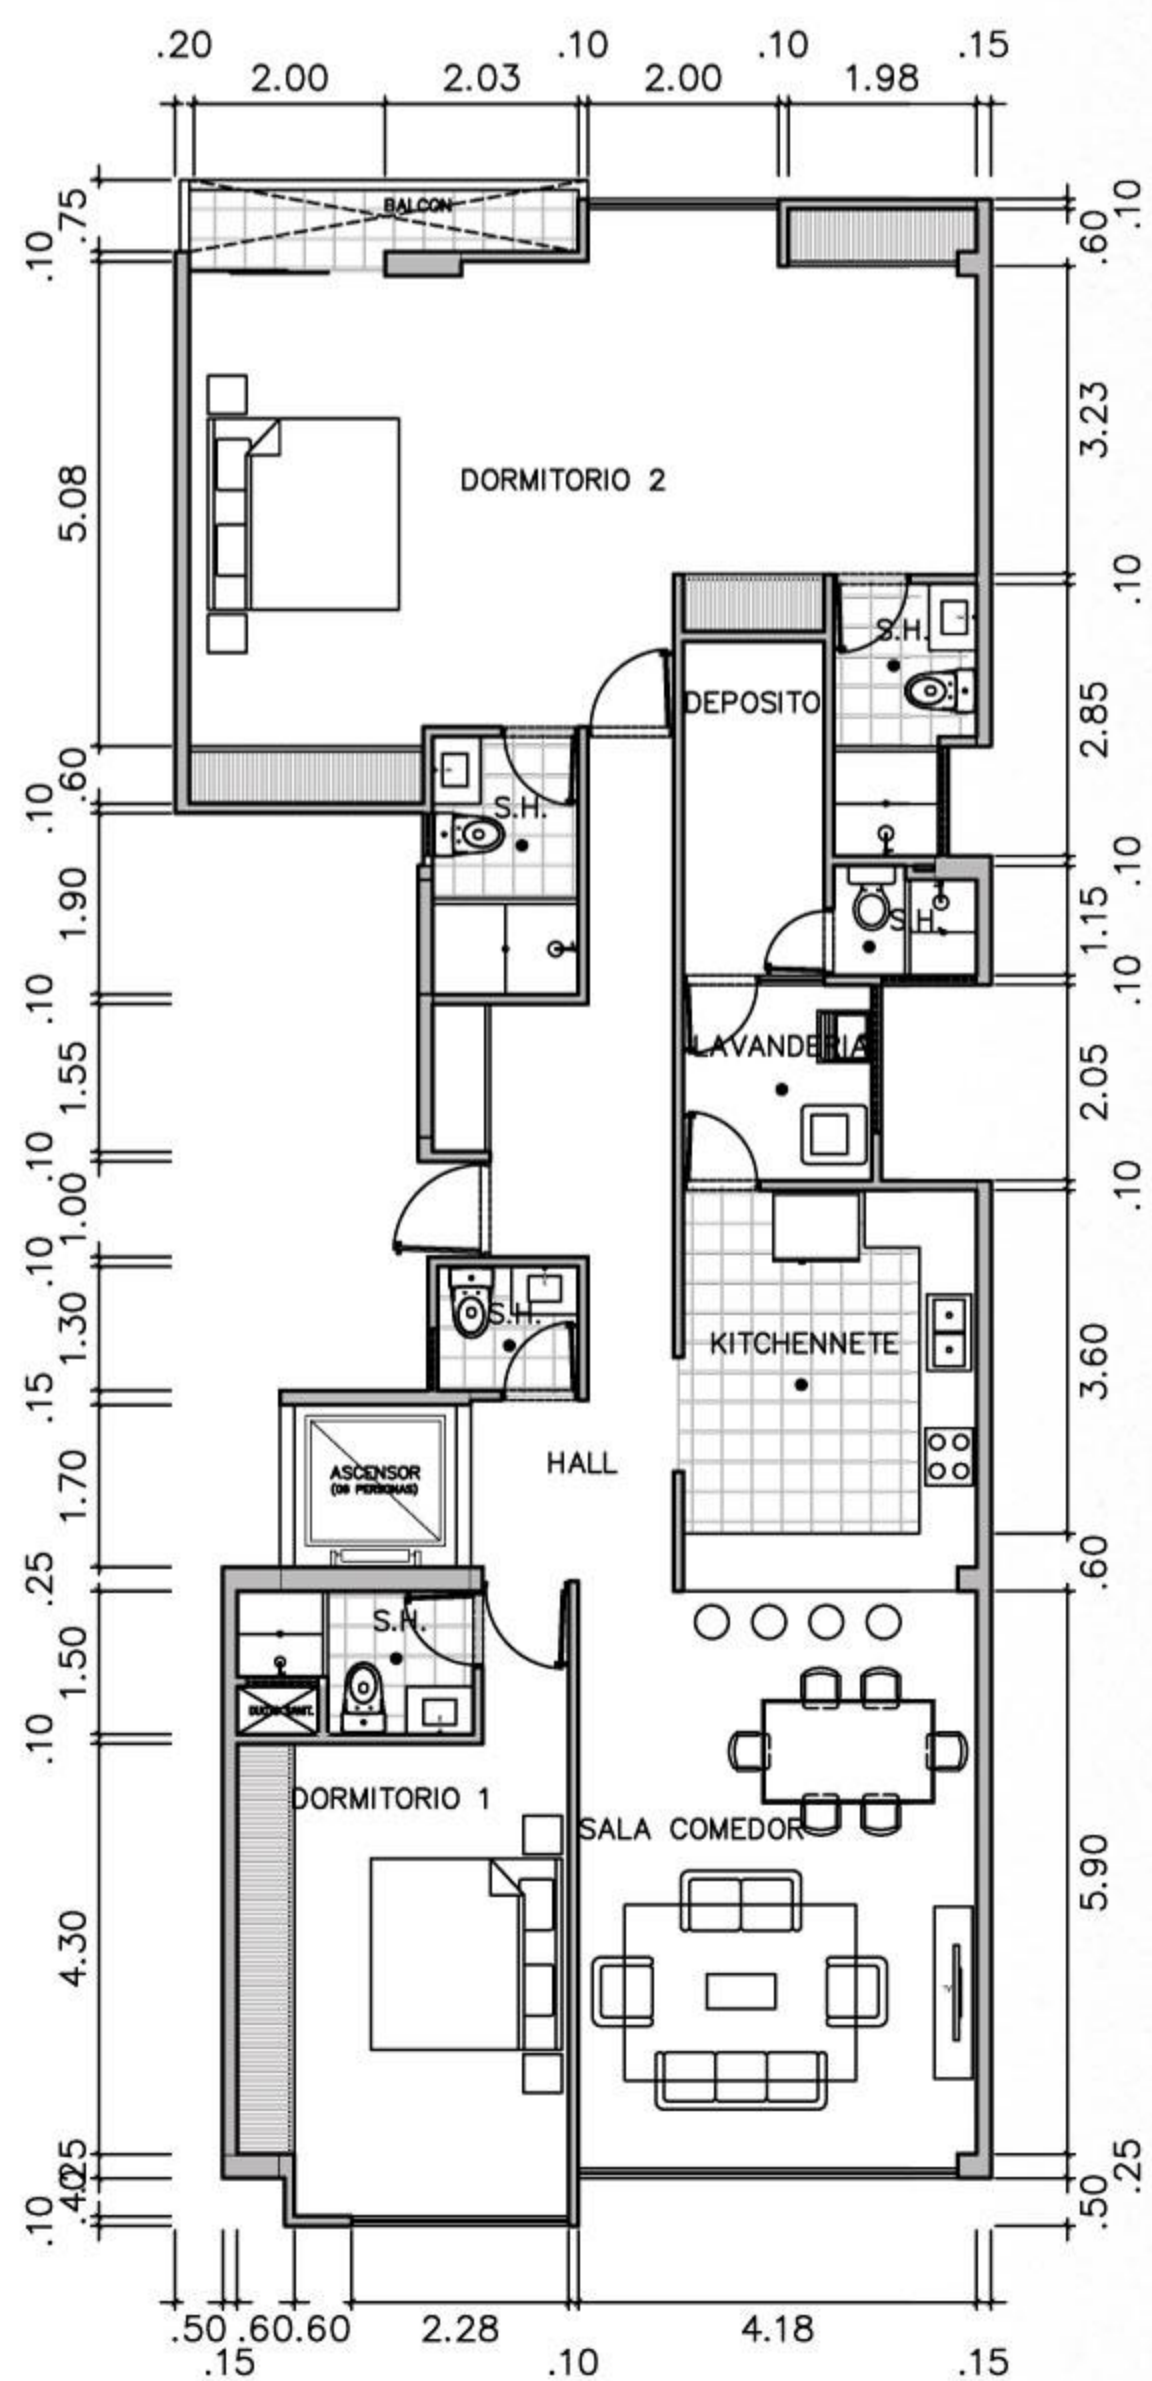 .20 .10 .10 .15
2.00 2.03 2.00 1.98
.75
.10
5.08
.60
.10
1.90
.10
1.55
.10
1.00
.10
1.30
.15
1.70
.25
1.50
.10
4.30
.25
.10
BALCON
DORMITORIO 2
S.H.
DEPOSITO
S.H.
S.H.
LAVANDERIA
S.H.
KITCHENNETE
HALL
ASCENSOR
S.H.
DORMITORIO 1
SALA COMEDOR
.10
.60
3.23
.10
2.85
.10
1.15
.10
2.05
.10
3.60
.60
5.90
.25
.50
.50 .60 .60 2.28 4.18
.15 .10 .15